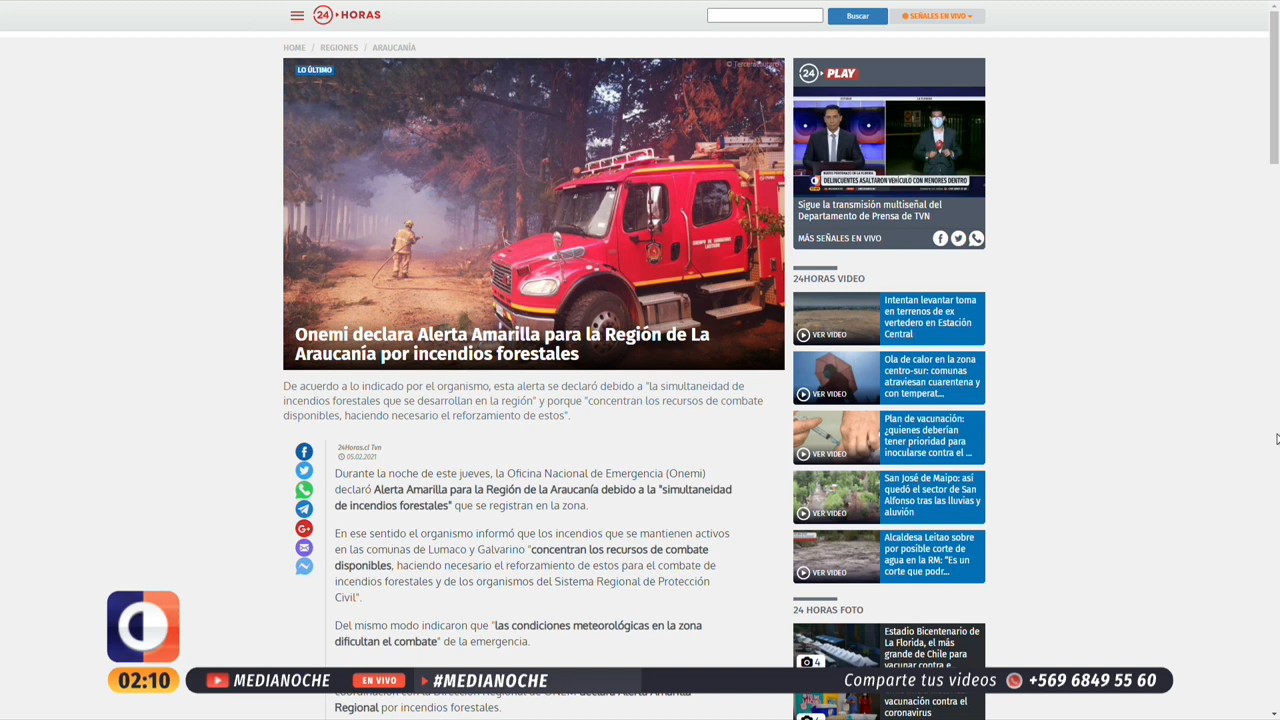 24 HORAS
Buscar
SEÑALES EN VIVO
HOME / REGIONES / ARAUCANÍA
LO ÚLTIMO
Onemi declara Alerta Amarilla para la Región de La
Araucanía por incendios forestales
De acuerdo a lo indicado por el organismo, esta alerta se declaró debido a "la simultaneidad de
incendios forestales que se desarrollan en la región" y porque "concentran los recursos de combate
disponibles, haciendo necesario el reforzamiento de estos".
24Horas.cl Tvn
05.02.2021
Durante la noche de este jueves, la Oficina Nacional de Emergencia (Onemi)
declaró Alerta Amarilla para la Región de la Araucanía debido a la "simultaneidad
de incendios forestales" que se registran en la zona.
En ese sentido el organismo informó que los incendios que se mantienen activos
en las comunas de Lumaco y Galvarino "concentran los recursos de combate
disponibles, haciendo necesario el reforzamiento de estos para el combate de
incendios forestales y de los organismos del Sistema Regional de Protección
Civil".
Del mismo modo indicaron que "las condiciones meteorológicas en la zona
dificultan el combate" de la emergencia.
Regional por incendios forestales.
24 PLAY
DELINCUENTES ASALTARON VEHÍCULO CON MENORES DENTRO
Sigue la transmisión multiseñal del
Departamento de Prensa de TVN
MÁS SEÑALES EN VIVO
24HORAS VIDEO
VER VIDEO
Intentan levantar toma
en terrenos de ex
vertedero en Estación
Central
VER VIDEO
Ola de calor en la zona
centro-sur: comunas
atraviesan cuarentena y
con temperat...
VER VIDEO
Plan de vacunación:
¿quienes deberían
tener prioridad para
inocularse contra el ...
VER VIDEO
San José de Maipo: así
quedó el sector de San
Alfonso tras las lluvias y
aluvión
VER VIDEO
Alcaldesa Leitao sobre
por posible corte de
agua en la RM: "Es un
corte que podr...
24 HORAS FOTO
4
Estadio Bicentenario de
La Florida, el más
grande de Chile para
vacunar contra e...
vacunación contra el
coronavirus
02:10
MEDIANOCHE
EN VIVO
#MEDIANOCHE
Comparte tus videos
+569 6849 55 60